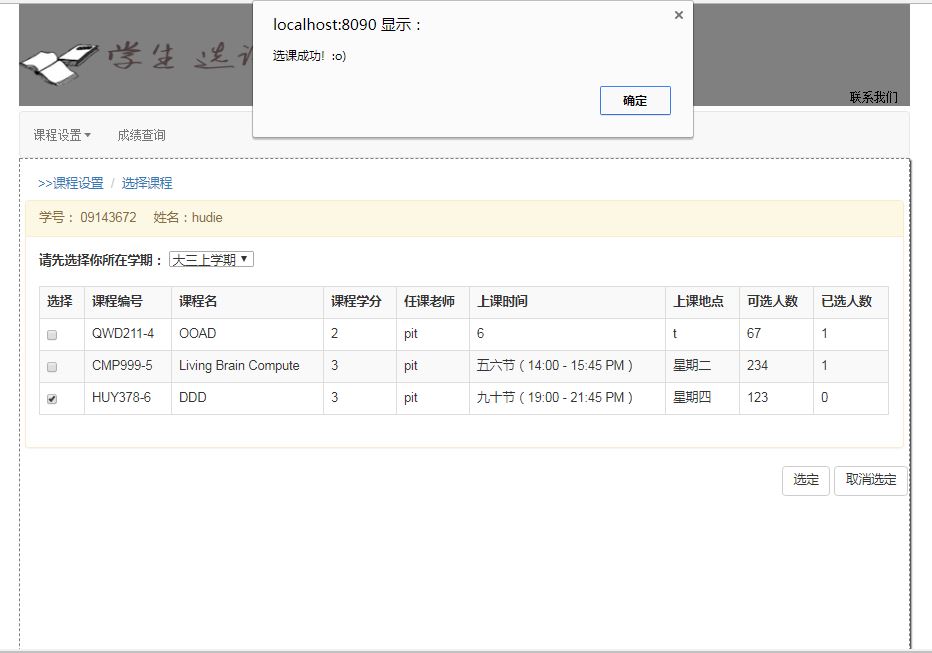 localhost:8090 显示：
×
选课成功! :o)
确定
学生 选
联系我们
课程设置 成绩查询
>>课程设置 / 选择课程
学号： 09143672 姓名：hudie
请先选择你所在学期： 大三上学期
选择 课程编号 课程名 课程学分 任课老师 上课时间 上课地点 可选人数 已选人数
QWD211-4 OOAD 2 pit 6 t 67 1
CMP999-5 Living Brain Compute 3 pit 五六节（14:00 - 15:45 PM） 星期二 234 1
HUY378-6 DDD 3 pit 九十节（19:00 - 21:45 PM） 星期四 123 0
选定 取消选定